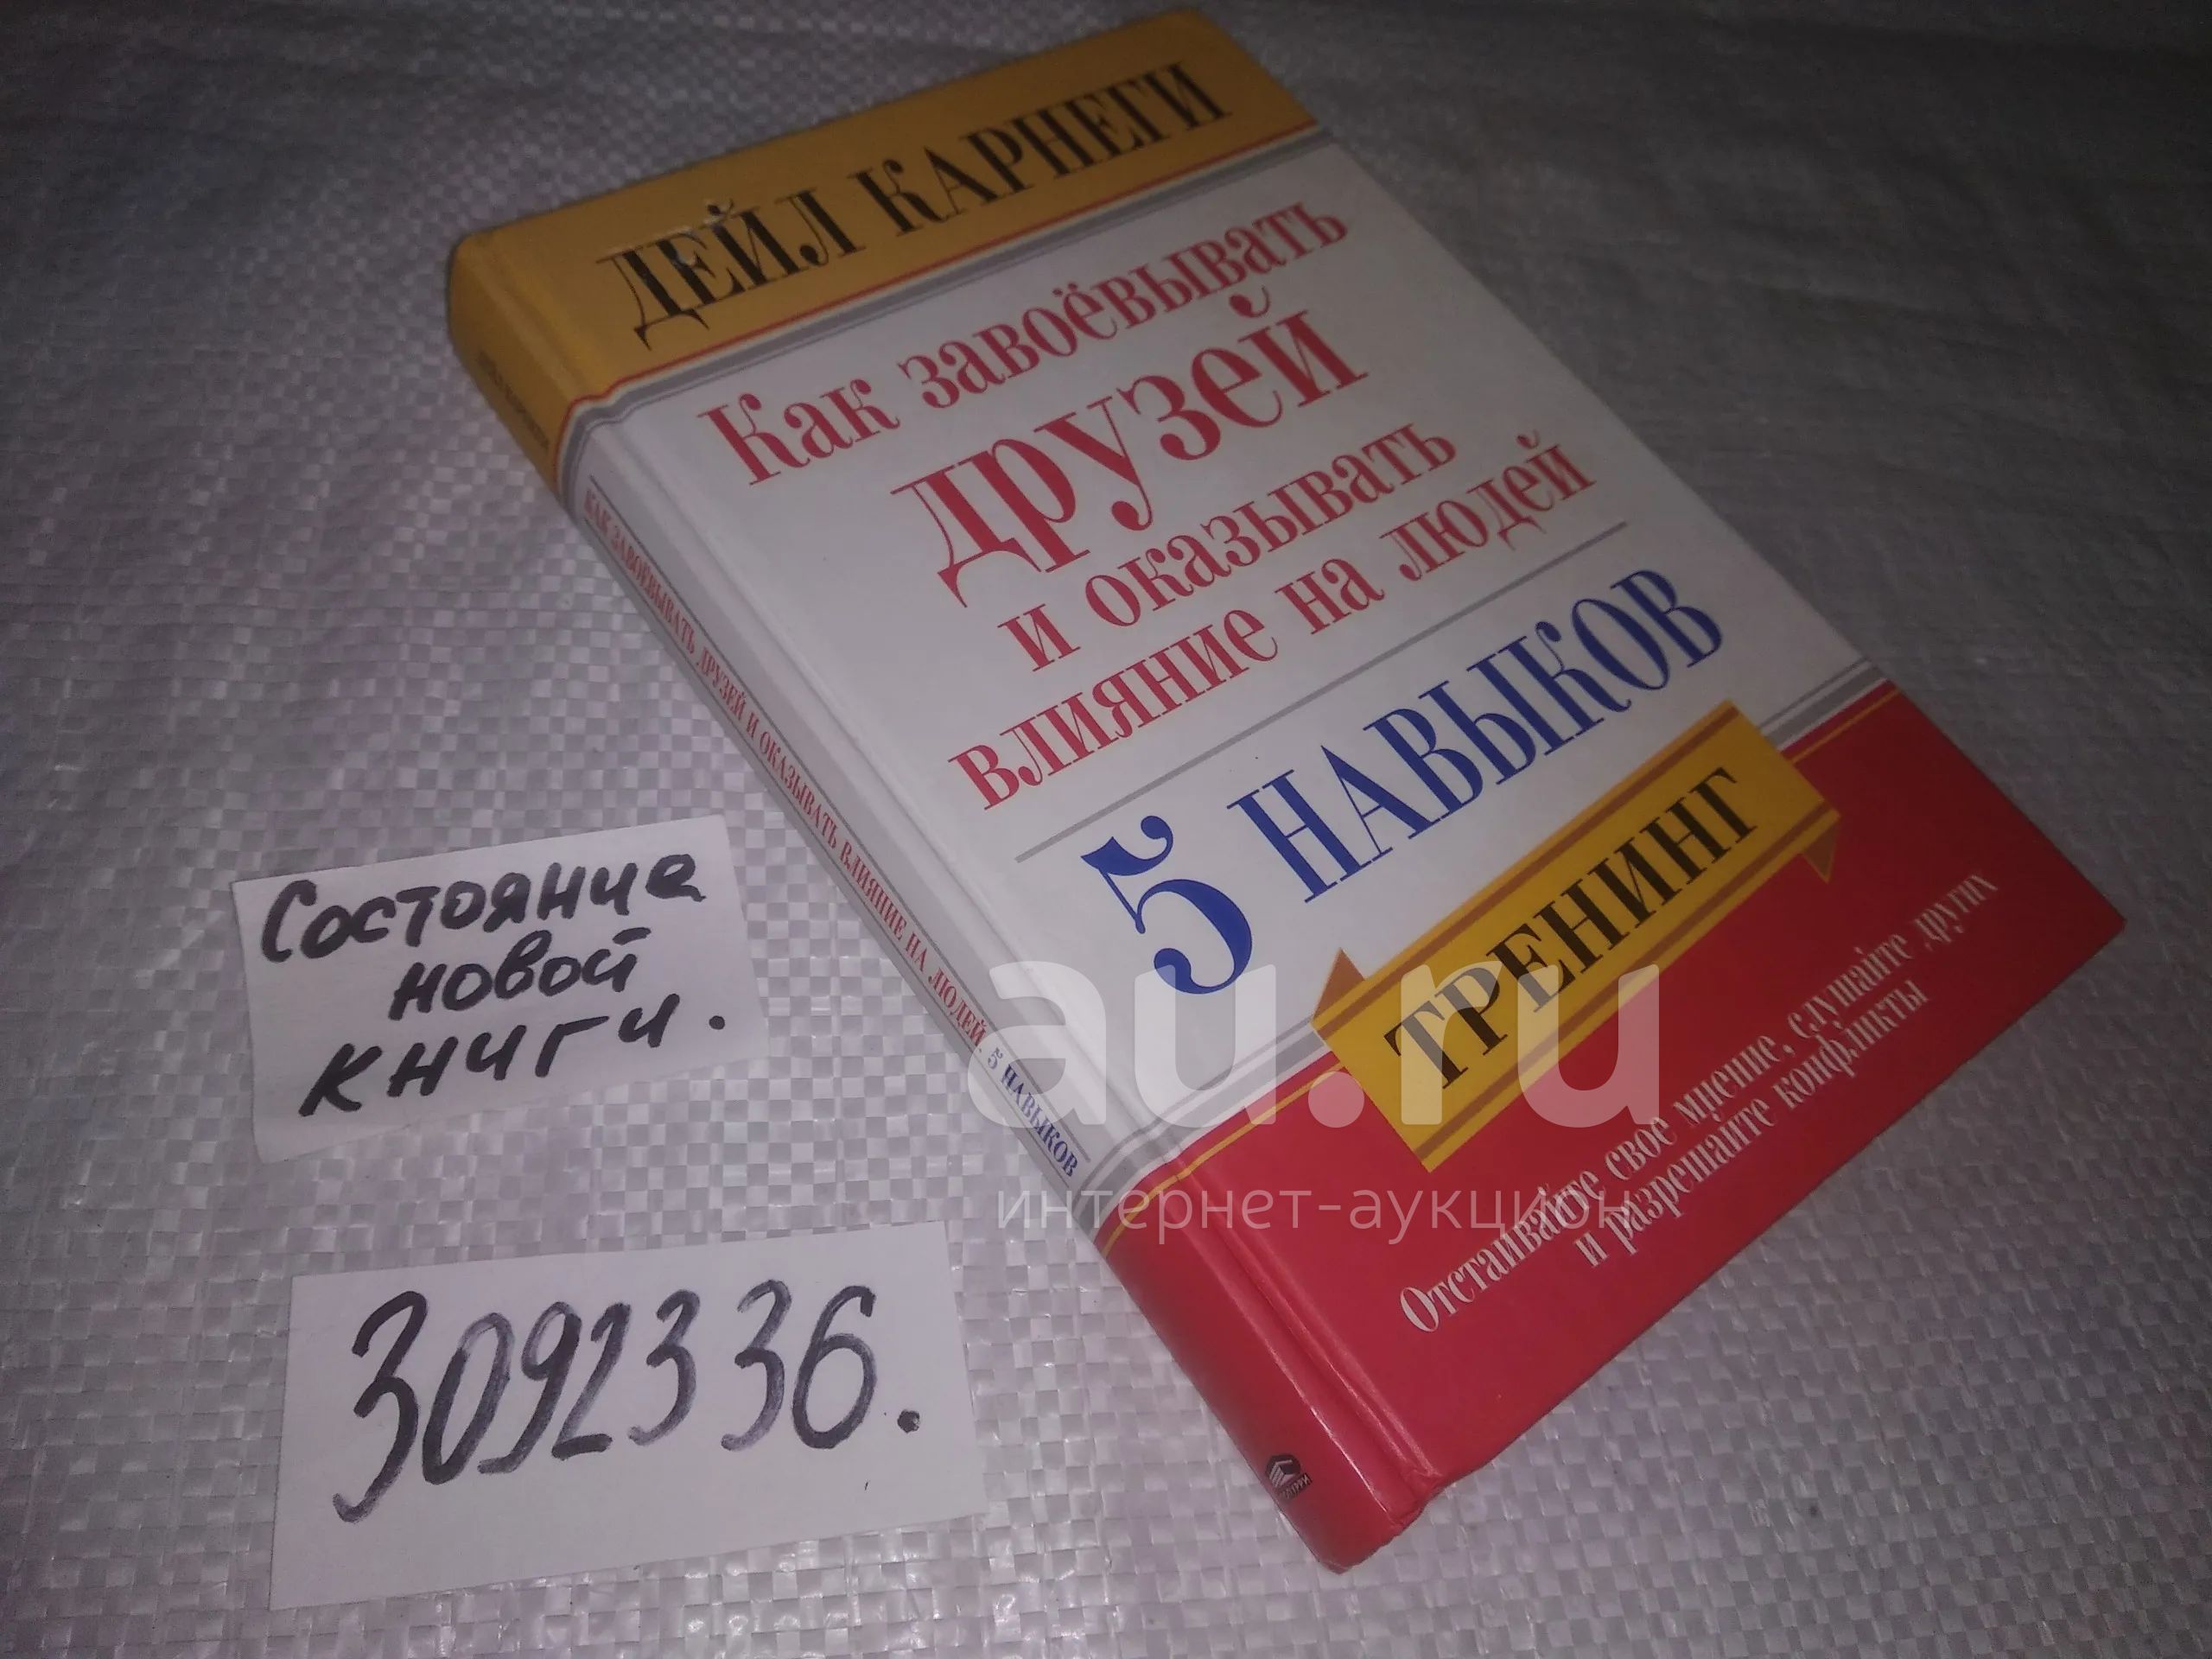 ДЕЙЛ КАРНЕГИ
Как завоёвывать
друзей
и оказывать
влияние на людей
5 НАВЫКОВ
ТРЕНИНГ
Отстаивайте свое мнение, слушайте других
и разрешайте конфликты
КАК ЗАВОЁВЫВАТЬ ДРУЗЕЙ И ОКАЗЫВАТЬ ВЛИЯНИЕ НА ЛЮДЕЙ. 5 НАВЫКОВ
Состояние
новой
книги.
3092336.
au.ru
интернет-аукцион